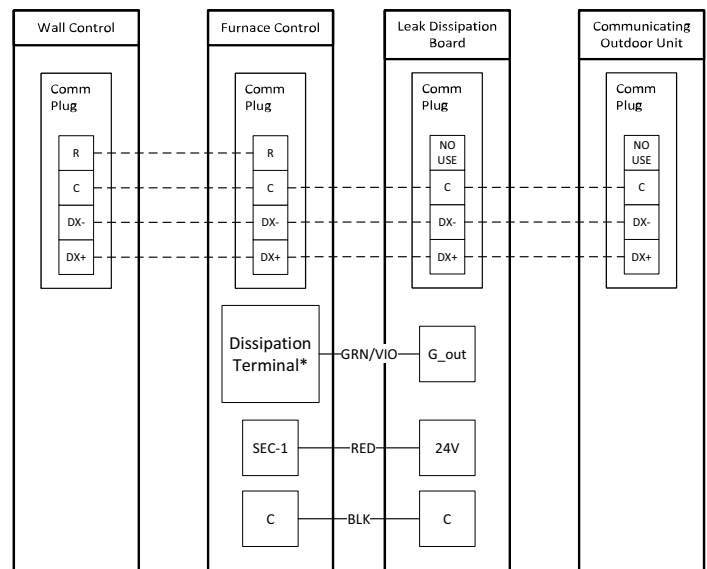 Wall Control
Furnace Control
Leak Dissipation
Board
Communicating
Outdoor Unit
Comm
Plug
R
C
DX-
DX+
Comm
Plug
R
C
DX-
DX+
Comm
Plug
NO
USE
C
DX-
DX+
Comm
Plug
NO
USE
C
DX-
DX+
Dissipation
Terminal*
GRN/VIO
G_out
SEC-1
RED
24V
C
BLK
C